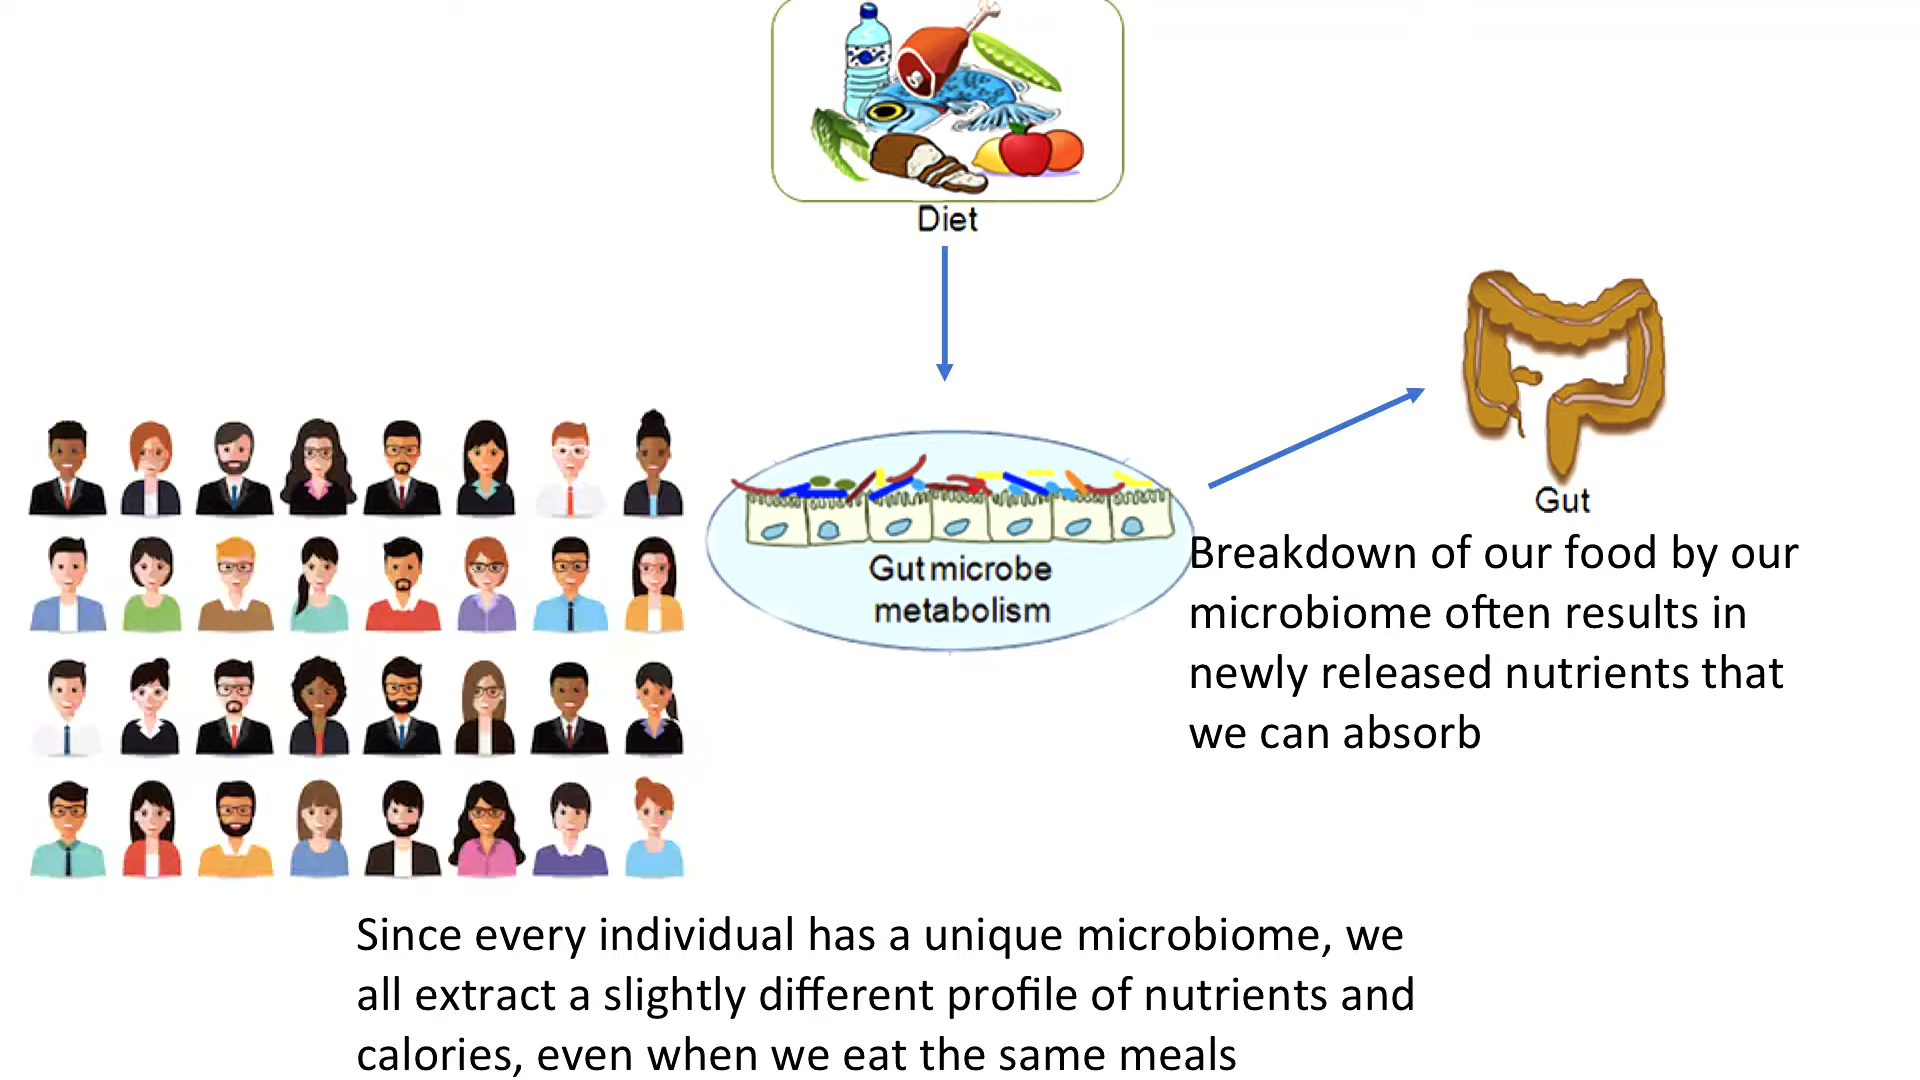 Diet
Gut microbe
metabolism
Gut
Breakdown of our food by our
microbiome often results in
newly released nutrients that
we can absorb
Since every individual has a unique microbiome, we
all extract a slightly different profile of nutrients and
calories, even when we eat the same meals